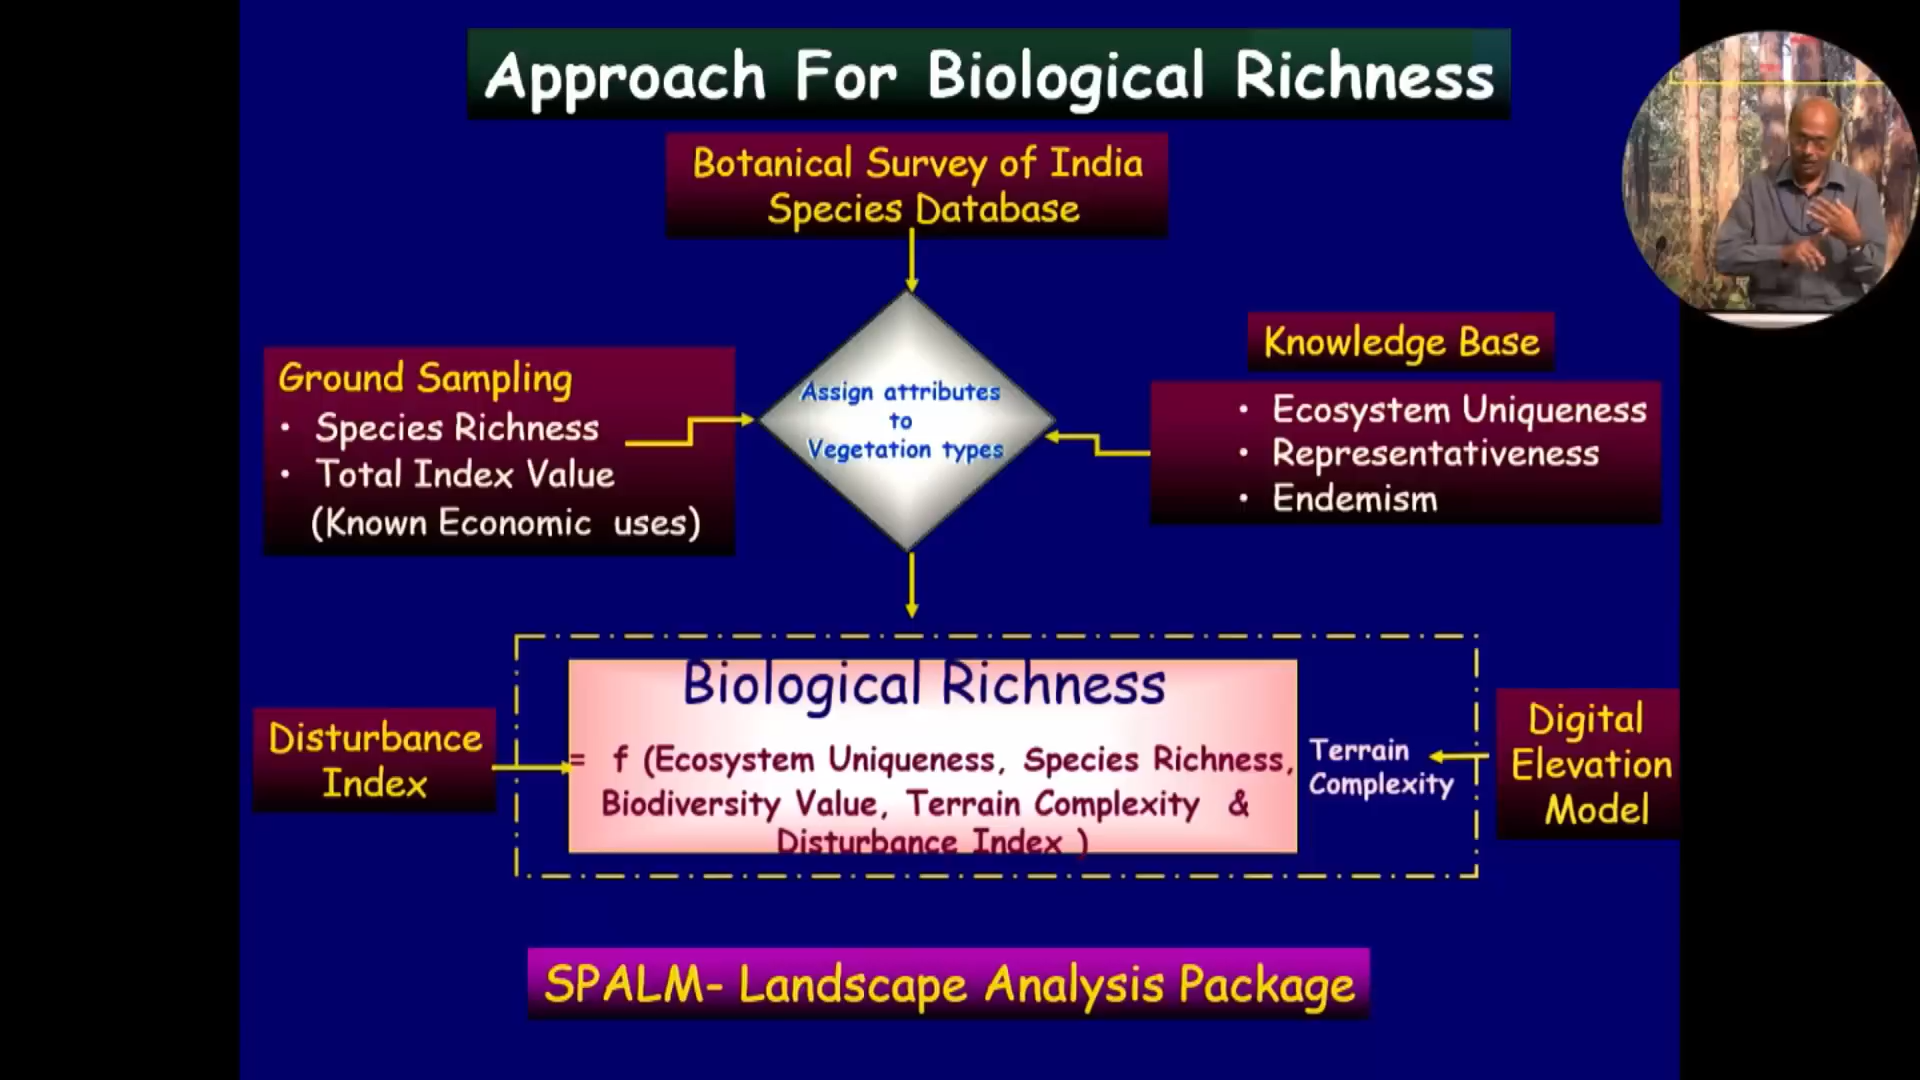 Approach For Biological Richness
Botanical Survey of India
Species Database
Ground Sampling
• Species Richness
• Total Index Value
(Known Economic uses)
Assign attributes
to
Vegetation types
Knowledge Base
• Ecosystem Uniqueness
• Representativeness
• Endemism
Disturbance
Index
Biological Richness
= f (Ecosystem Uniqueness, Species Richness,
Biodiversity Value, Terrain Complexity &
Disturbance Index )
Terrain
Complexity
Digital
Elevation
Model
SPALM- Landscape Analysis Package